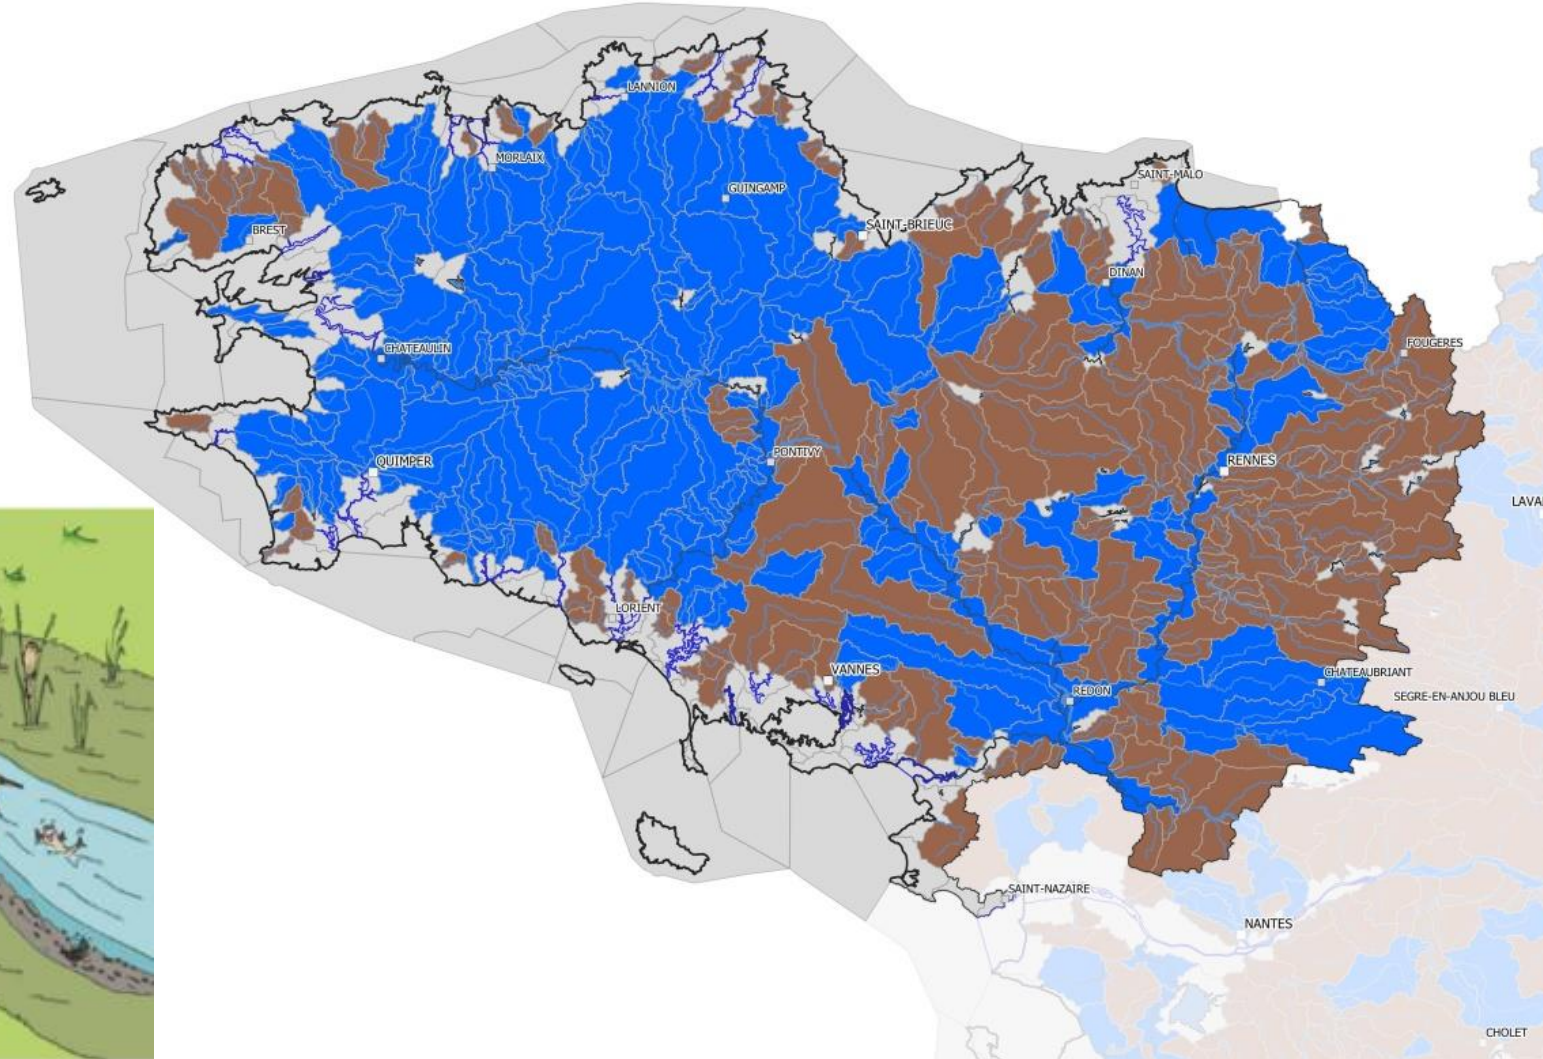 LANNION
MORLAIX
SAINT-MALO
GUINGAMP
SAINT-BRIEUC
BREST
DINAN
FOUGERES
CHATEAULIN
PONTIVY
QUIMPER
RENNES
LAVA
LORIENT
VANNES
CHATEAUBRIANT
REDON
SEGRE-EN-ANJOU BLEU
SAINT-NAZAIRE
NANTES
CHOLET